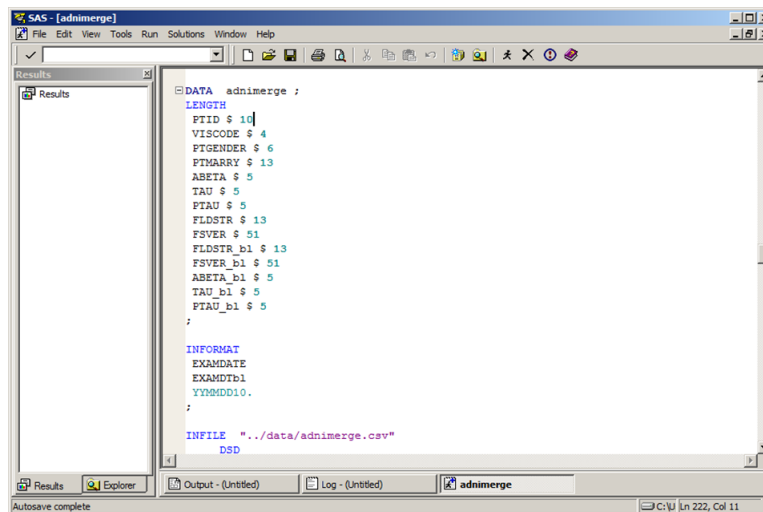 SAS - [adnimerge]
File Edit View Tools Run Solutions Window Help
Results
Results
DATA adnimerge ;
LENGTH
PTID $ 10
VISCODE $ 4
PTGENDER $ 6
PTMARRY $ 13
ABETA $ 5
TAU $ 5
PTAU $ 5
FLDSTR $ 13
FSVER $ 51
FLDSTR_bl $ 13
FSVER_bl $ 51
ABETA_bl $ 5
TAU_bl $ 5
PTAU_bl $ 5
;
INFORMAT
EXAMDATE
EXAMDTbl
YYMMDD10.
;
INFILE "../data/adnimerge.csv"
DSD
Results Explorer Output - (Untitled) Log - (Untitled) adnimerge
Autosave complete C:\U Ln 222, Col 11